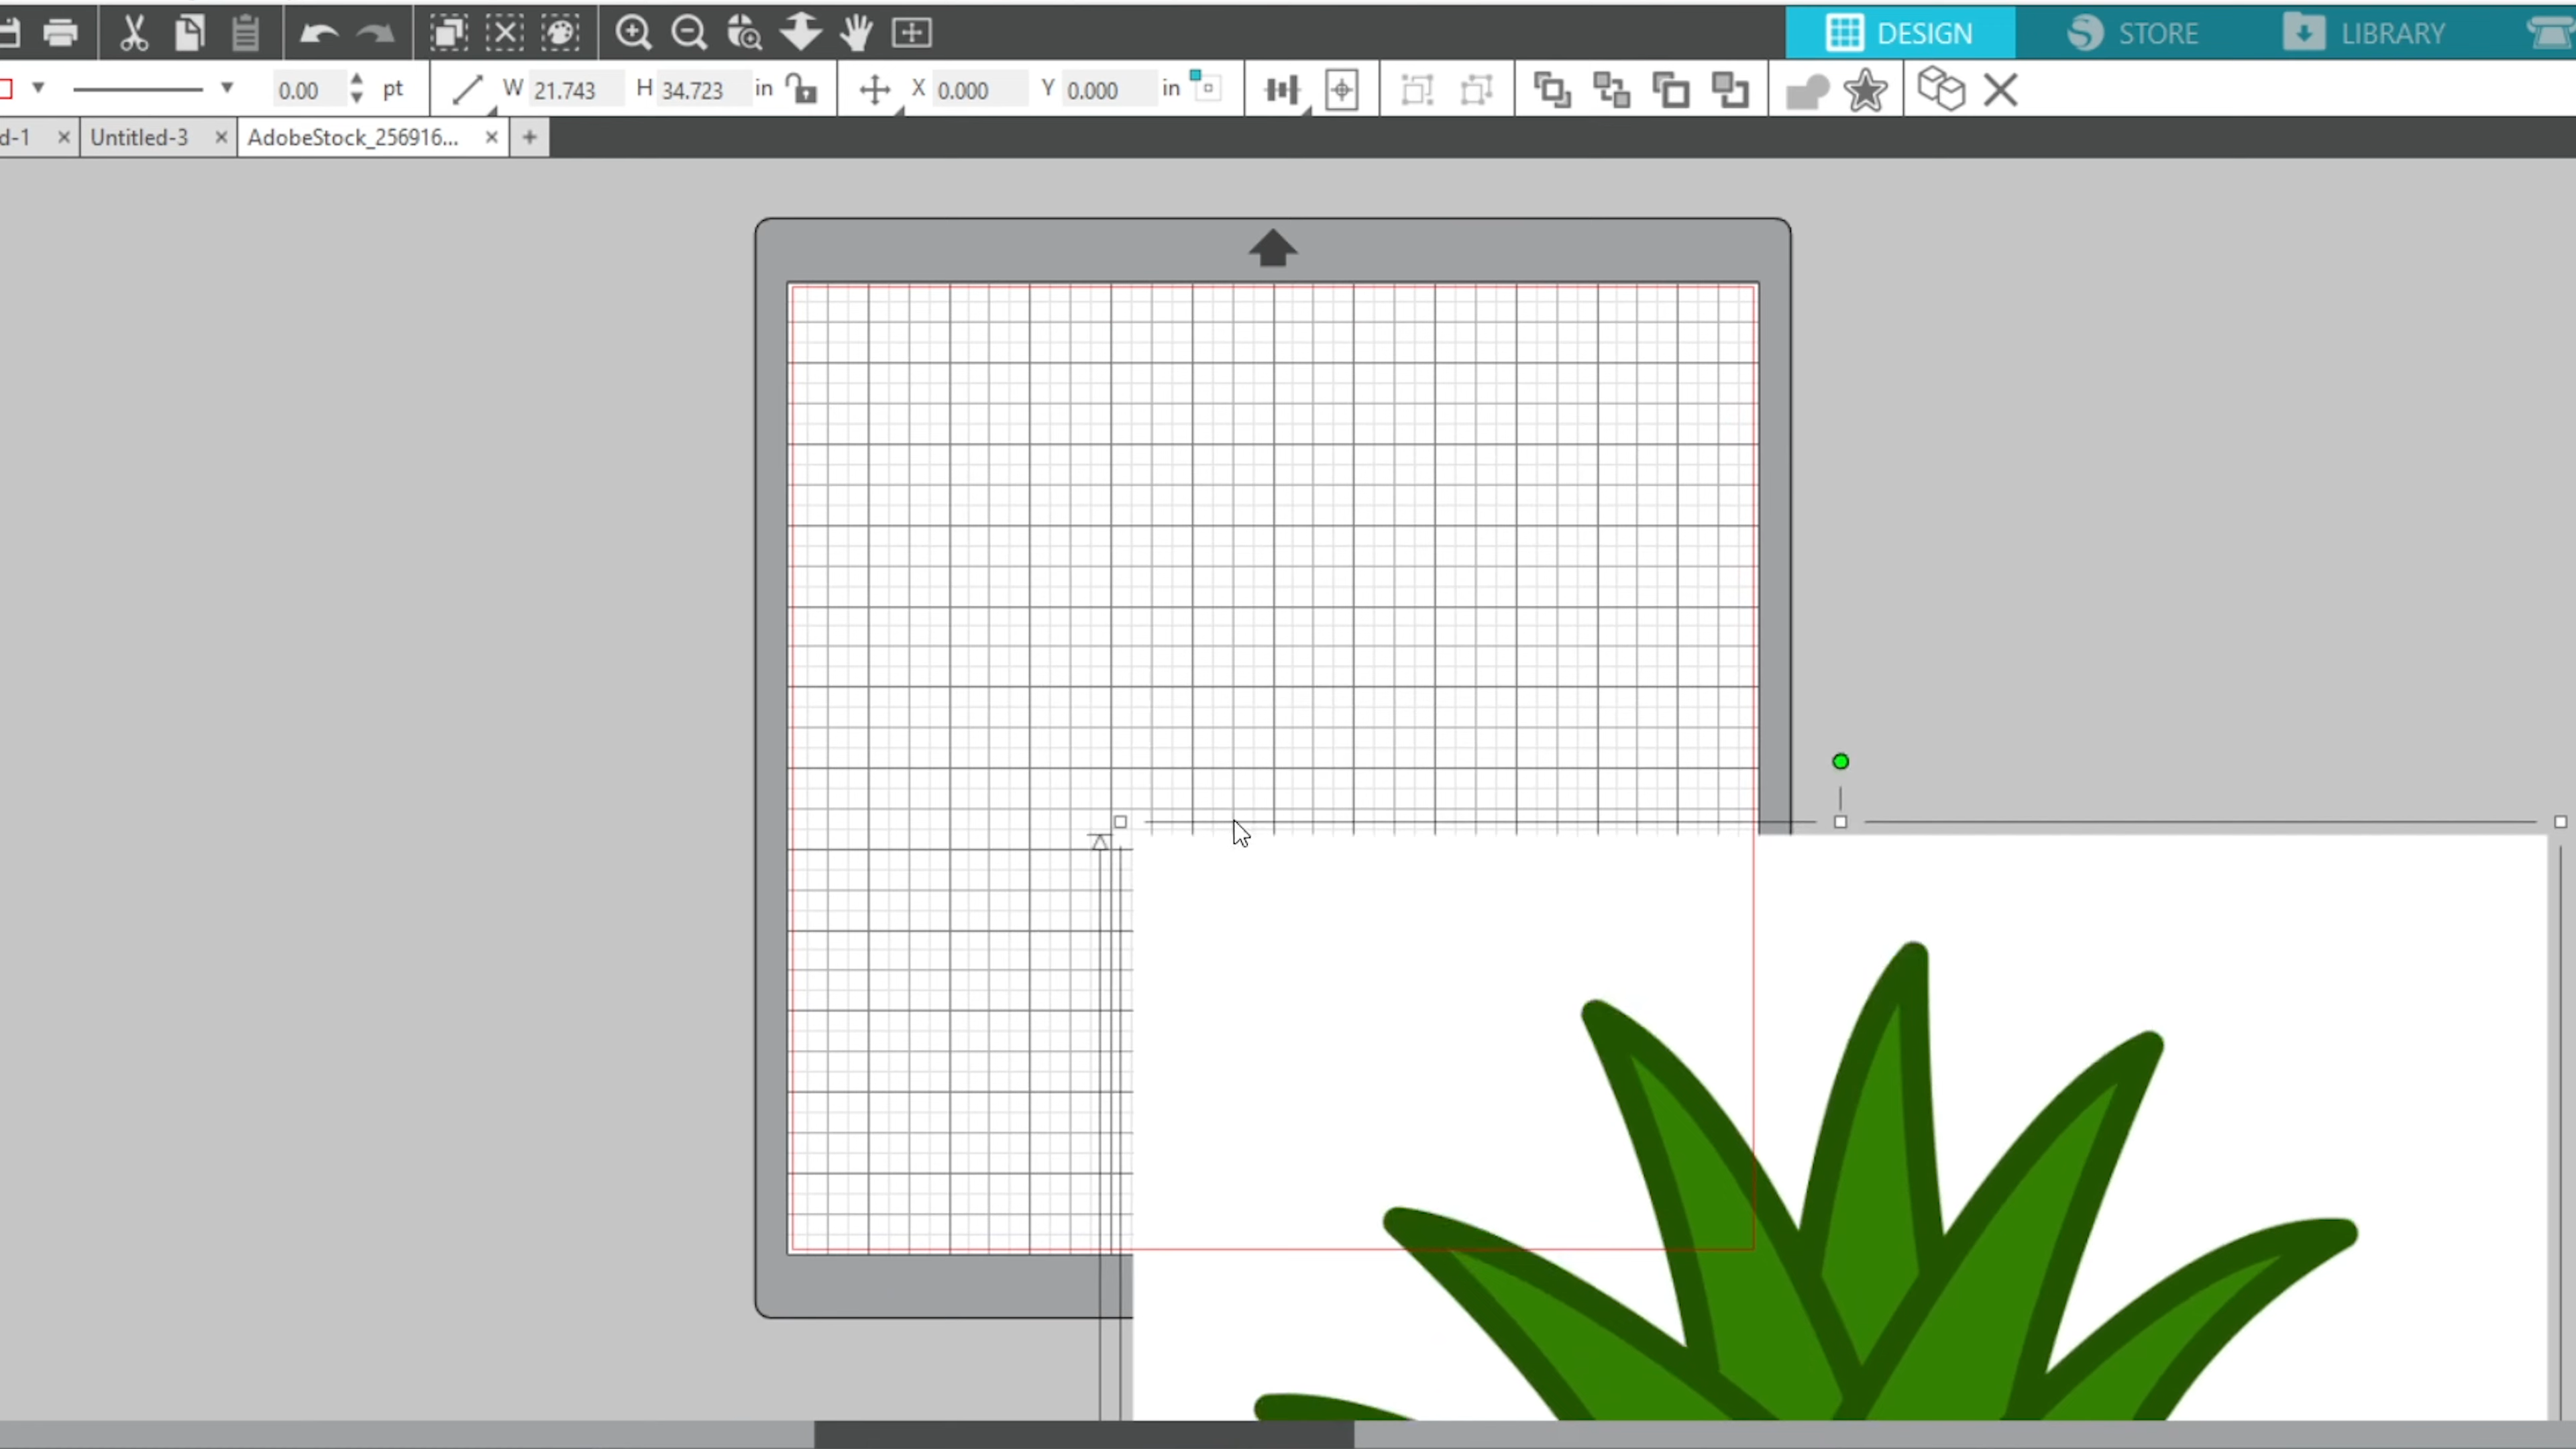 DESIGN STORE LIBRARY
0.00 pt W 21.743 H 34.723 in X 0.000 Y 0.000 in
d-1 Untitled-3 AdobeStock_256916...